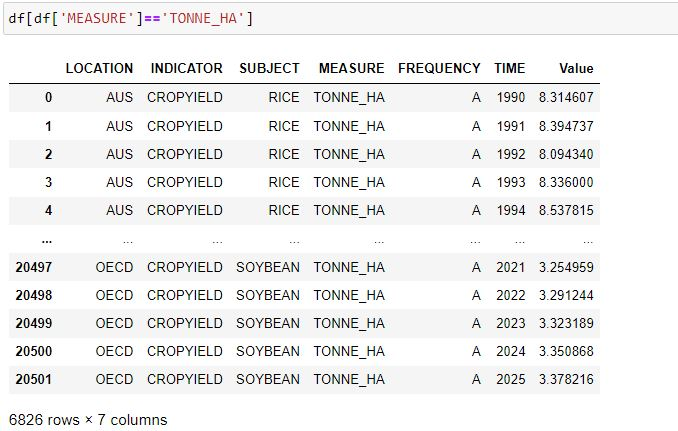 df[df['MEASURE']=='TONNE_HA']
LOCATION INDICATOR SUBJECT MEASURE FREQUENCY TIME Value
0 AUS CROPYIELD RICE TONNE_HA A 1990 8.314607
1 AUS CROPYIELD RICE TONNE_HA A 1991 8.394737
2 AUS CROPYIELD RICE TONNE_HA A 1992 8.094340
3 AUS CROPYIELD RICE TONNE_HA A 1993 8.336000
4 AUS CROPYIELD RICE TONNE_HA A 1994 8.537815
... ... ... ... ... ... ... ...
20497 OECD CROPYIELD SOYBEAN TONNE_HA A 2021 3.254959
20498 OECD CROPYIELD SOYBEAN TONNE_HA A 2022 3.291244
20499 OECD CROPYIELD SOYBEAN TONNE_HA A 2023 3.323189
20500 OECD CROPYIELD SOYBEAN TONNE_HA A 2024 3.350868
20501 OECD CROPYIELD SOYBEAN TONNE_HA A 2025 3.378216
6826 rows × 7 columns